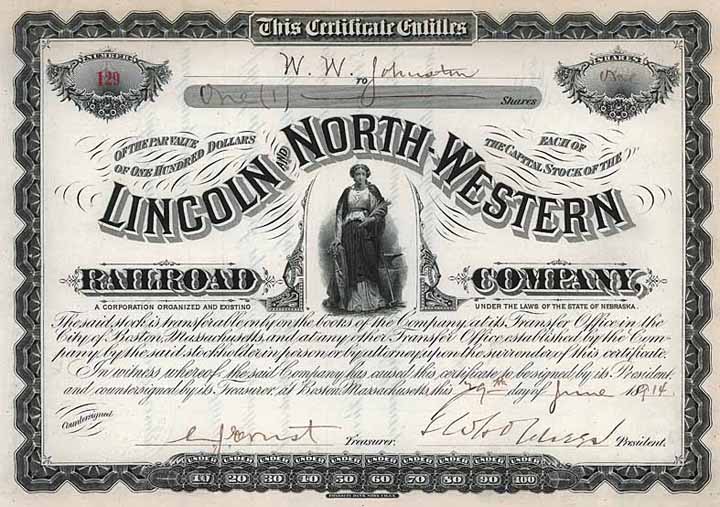 This Certificate Entitles
NUMBER
129
SHARES
One
W. W. Johnston
TO
One (1) Shares
OF THE PAR VALUE
OF ONE HUNDRED DOLLARS
EACH OF
THE CAPITAL STOCK OF THE
LINCOLN AND NORTH-WESTERN
RAILROAD COMPANY,
A CORPORATION ORGANIZED AND EXISTING UNDER THE LAWS OF THE STATE OF NEBRASKA.
The said stock is transferable only on the books of the Company, at its Transfer Office in the
City of Boston, Massachusetts, and at any other Transfer Office established by the Com-
pany, by the said stockholder in person or by attorney, upon the surrender of this certificate.
In witness whereof, the said Company has caused this certificate to be signed by its President
and countersigned by its Treasurer, at Boston, Massachusetts, this 29th day of June 1914.
Countersigned
Treasurer.
President.
UNDER UNDER UNDER UNDER UNDER UNDER UNDER UNDER UNDER UNDER
10 20 30 40 50 60 70 80 90 100